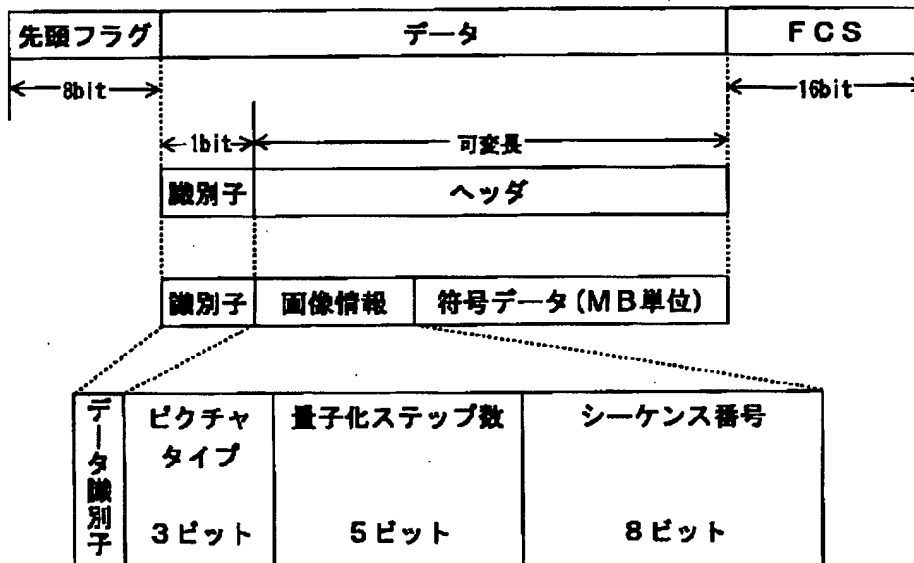 先頭フラグ データ FCS
8bit 16bit
1bit 可変長
識別子 ヘッダ
識別子 画像情報 符号データ(MB単位)
データ識別子
ピクチャ 量子化ステップ数 シーケンス番号
タイプ
3ビット 5ビット 8ビット